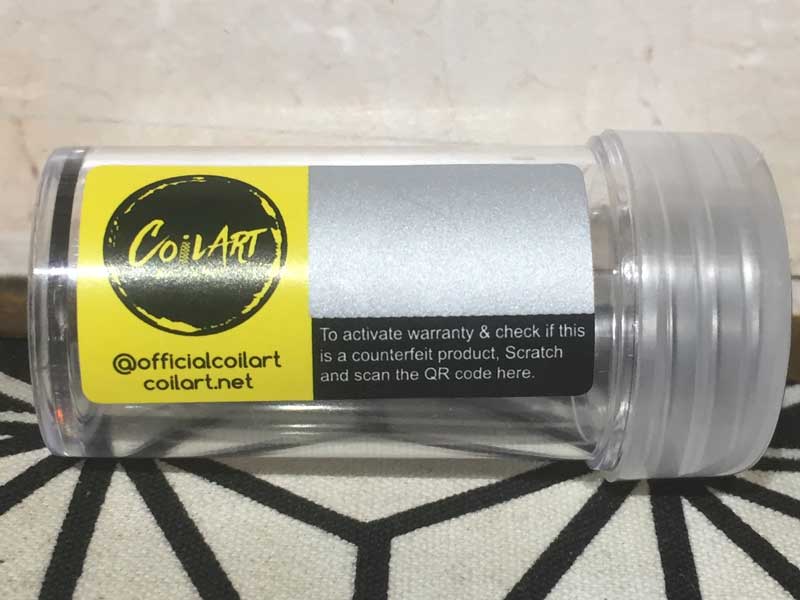 CoilART
@officialcoilart
coilart.net
To activate warranty & check if this
is a counterfeit product, Scratch
and scan the QR code here.